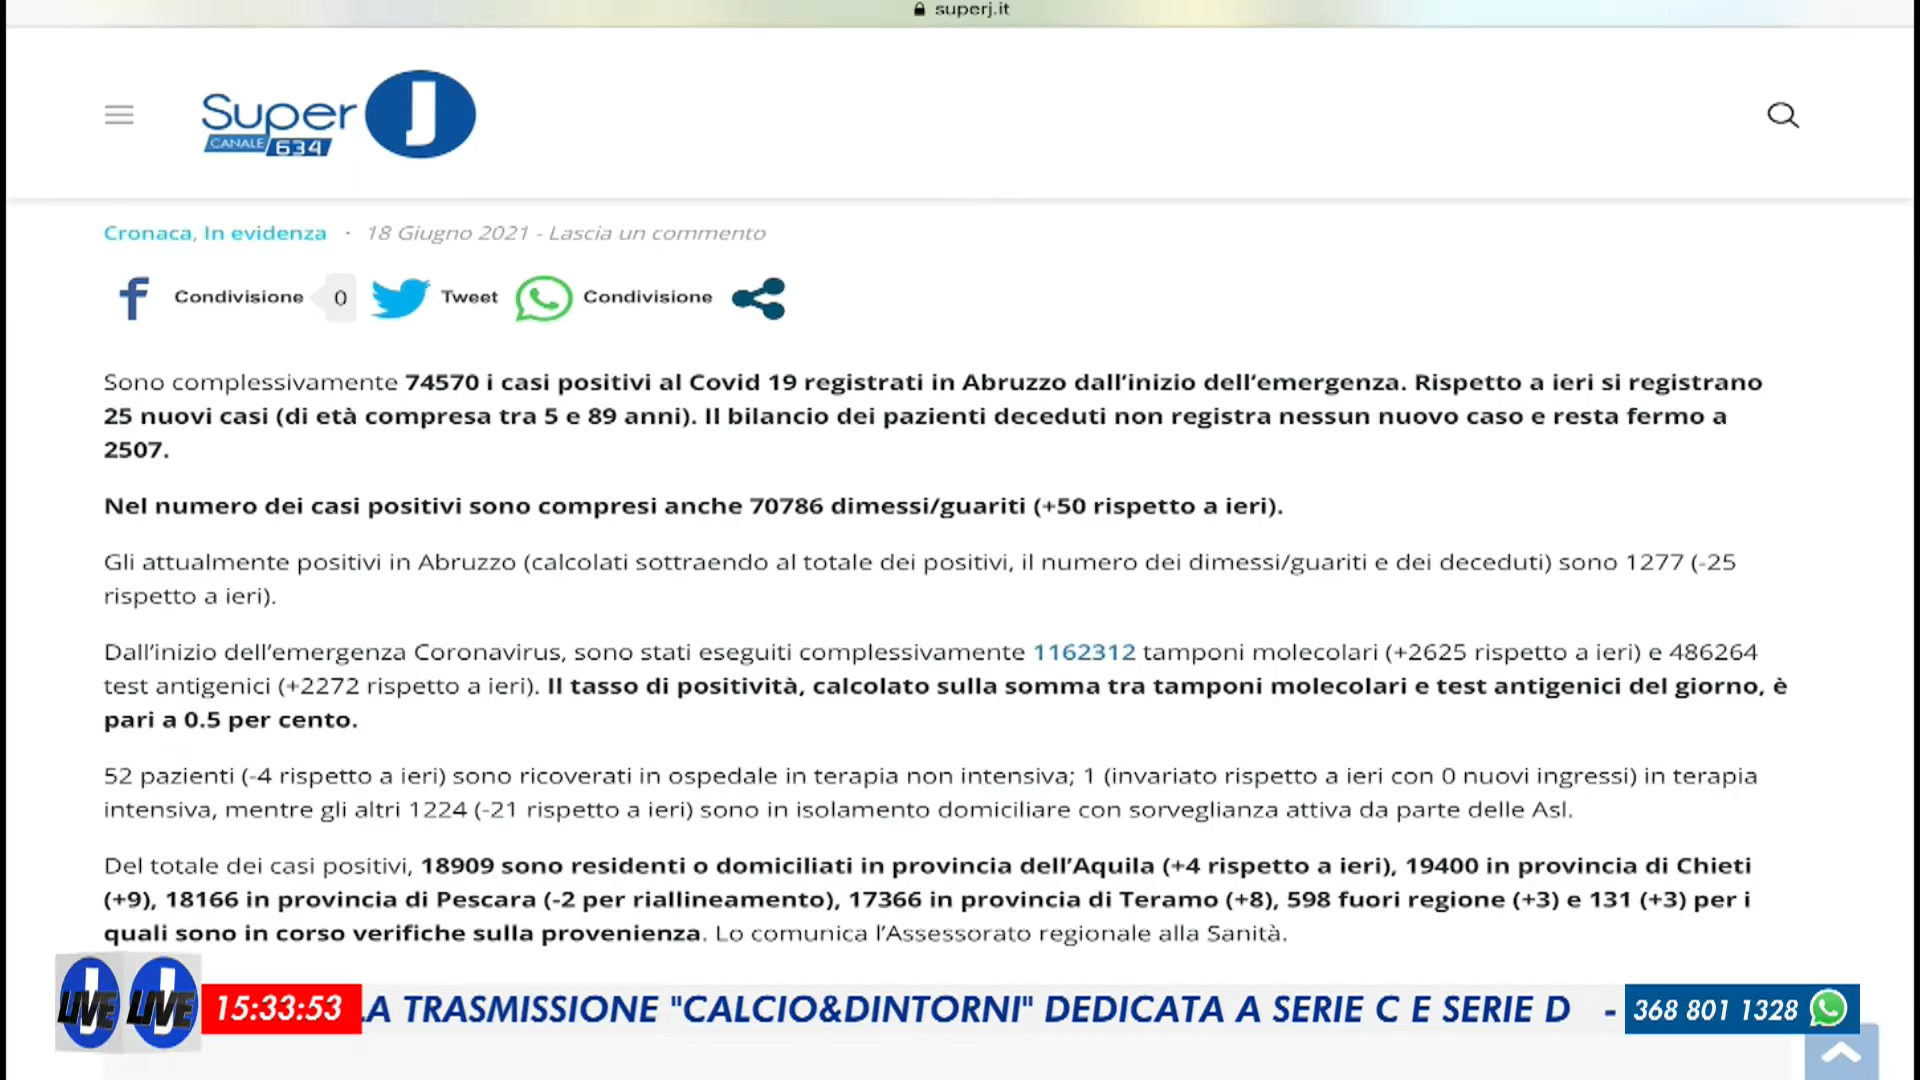 superj.it
Super J
CANALE 634
Cronaca, In evidenza · 18 Giugno 2021 - Lascia un commento
Condivisione 0 Tweet Condivisione
Sono complessivamente 74570 i casi positivi al Covid 19 registrati in Abruzzo dall’inizio dell’emergenza. Rispetto a ieri si registrano
25 nuovi casi (di età compresa tra 5 e 89 anni). Il bilancio dei pazienti deceduti non registra nessun nuovo caso e resta fermo a
2507.
Nel numero dei casi positivi sono compresi anche 70786 dimessi/guariti (+50 rispetto a ieri).
Gli attualmente positivi in Abruzzo (calcolati sottraendo al totale dei positivi, il numero dei dimessi/guariti e dei deceduti) sono 1277 (-25
rispetto a ieri).
Dall’inizio dell’emergenza Coronavirus, sono stati eseguiti complessivamente 1162312 tamponi molecolari (+2625 rispetto a ieri) e 486264
test antigenici (+2272 rispetto a ieri). Il tasso di positività, calcolato sulla somma tra tamponi molecolari e test antigenici del giorno, è
pari a 0.5 per cento.
52 pazienti (-4 rispetto a ieri) sono ricoverati in ospedale in terapia non intensiva; 1 (invariato rispetto a ieri con 0 nuovi ingressi) in terapia
intensiva, mentre gli altri 1224 (-21 rispetto a ieri) sono in isolamento domiciliare con sorveglianza attiva da parte delle Asl.
Del totale dei casi positivi, 18909 sono residenti o domiciliati in provincia dell’Aquila (+4 rispetto a ieri), 19400 in provincia di Chieti
(+9), 18166 in provincia di Pescara (-2 per riallineamento), 17366 in provincia di Teramo (+8), 598 fuori regione (+3) e 131 (+3) per i
quali sono in corso verifiche sulla provenienza. Lo comunica l’Assessorato regionale alla Sanità.
J LIVE J LIVE 15:33:53 LA TRASMISSIONE "CALCIO&DINTORNI" DEDICATA A SERIE C E SERIE D - 368 801 1328